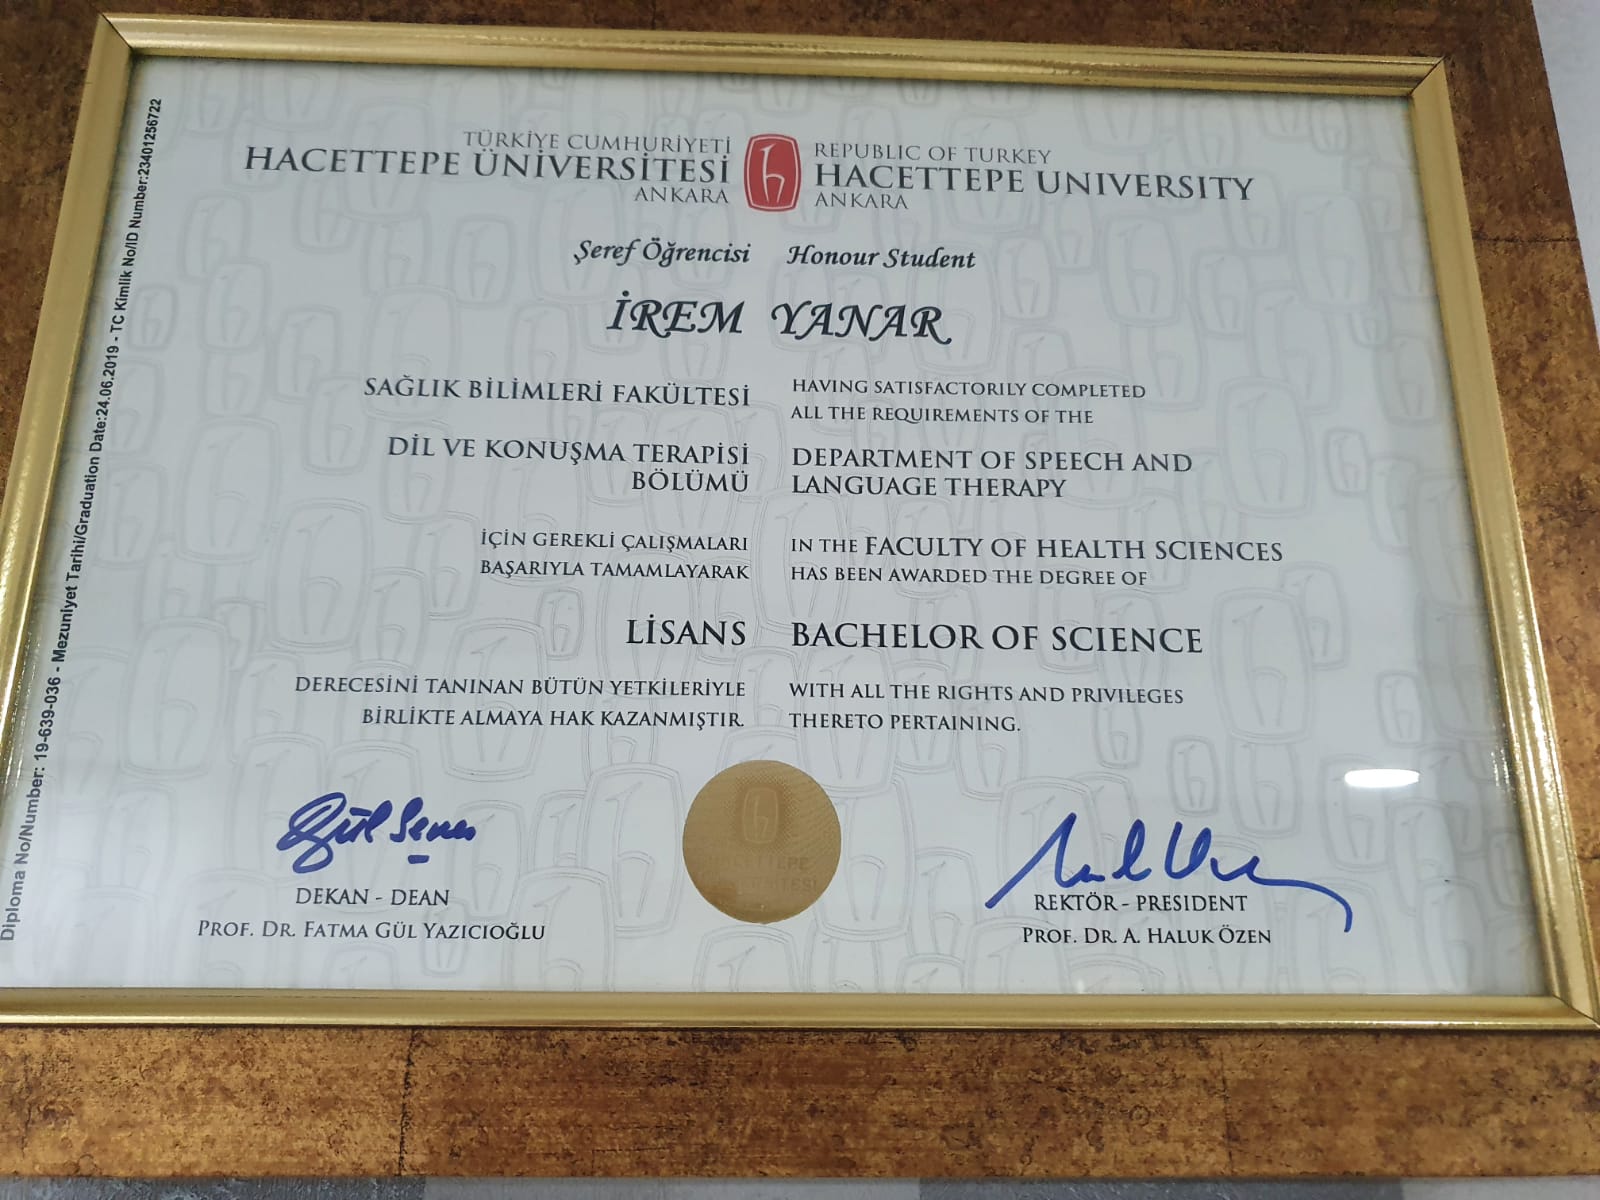 TÜRKİYE CUMHURİYETİ
HACETTEPE ÜNİVERSİTESİ
ANKARA
REPUBLIC OF TURKEY
HACETTEPE UNIVERSITY
ANKARA
Şeref Öğrencisi Honour Student
İREM YANAR
SAĞLIK BİLİMLERİ FAKÜLTESİ
DİL VE KONUŞMA TERAPİSİ
BÖLÜMÜ
İÇİN GEREKLİ ÇALIŞMALARI
BAŞARIYLA TAMAMLAYARAK
LİSANS
DERECESİNİ TANINAN BÜTÜN YETKİLERİYLE
BİRLİKTE ALMAYA HAK KAZANMIŞTIR.
HAVING SATISFACTORILY COMPLETED
ALL THE REQUIREMENTS OF THE
DEPARTMENT OF SPEECH AND
LANGUAGE THERAPY
IN THE FACULTY OF HEALTH SCIENCES
HAS BEEN AWARDED THE DEGREE OF
BACHELOR OF SCIENCE
WITH ALL THE RIGHTS AND PRIVILEGES
THERETO PERTAINING.
DEKAN - DEAN
PROF. DR. FATMA GÜL YAZICIOĞLU
REKTÖR - PRESIDENT
PROF. DR. A. HALUK ÖZEN
Diploma No/Number: 19-639-036 - Mezuniyet Tarihi/Graduation Date:24.06.2019 - TC Kimlik No/ID Number:23401256722